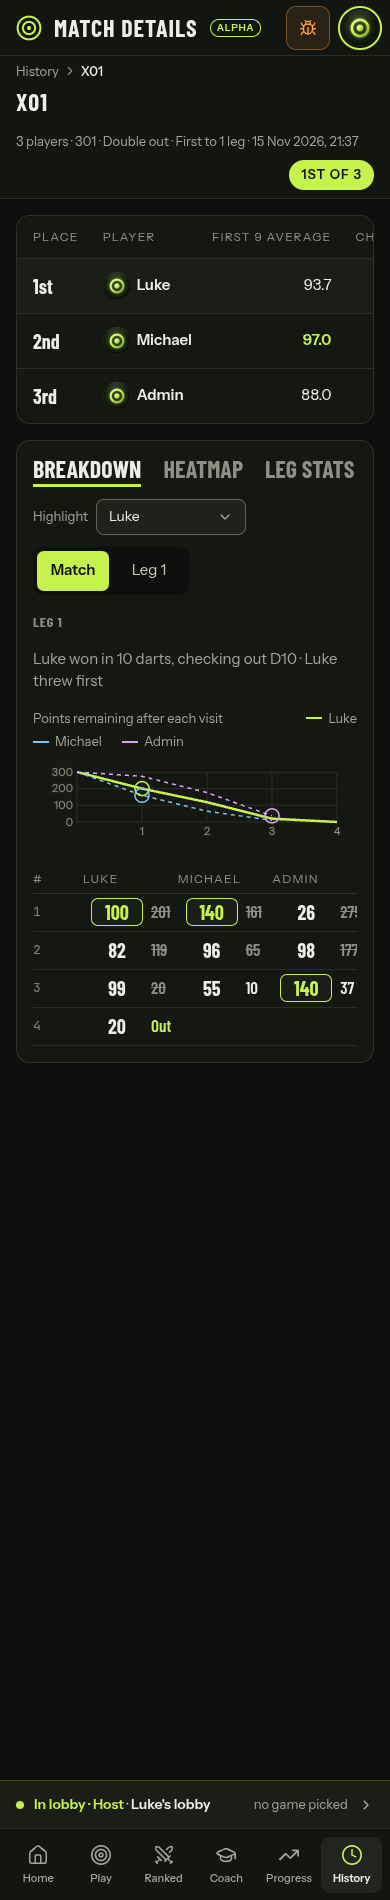 MATCH DETAILS ALPHA
History > X01
X01
3 players · 301 · Double out · First to 1 leg · 15 Nov 2026, 21:37
1ST OF 3
PLACE PLAYER FIRST 9 AVERAGE CH
1st Luke 93.7
2nd Michael 97.0
3rd Admin 88.0
BREAKDOWN HEATMAP LEG STATS
Highlight Luke
Match Leg 1
LEG 1
Luke won in 10 darts, checking out D10 · Luke
threw first
Points remaining after each visit Luke
Michael Admin
300
200
100
0
1 2 3 4
# LUKE MICHAEL ADMIN
1 100 201 140 161 26 275
2 82 119 96 65 98 177
3 99 20 55 10 140 37
4 20 Out
In lobby · Host · Luke's lobby no game picked
Home Play Ranked Coach Progress History